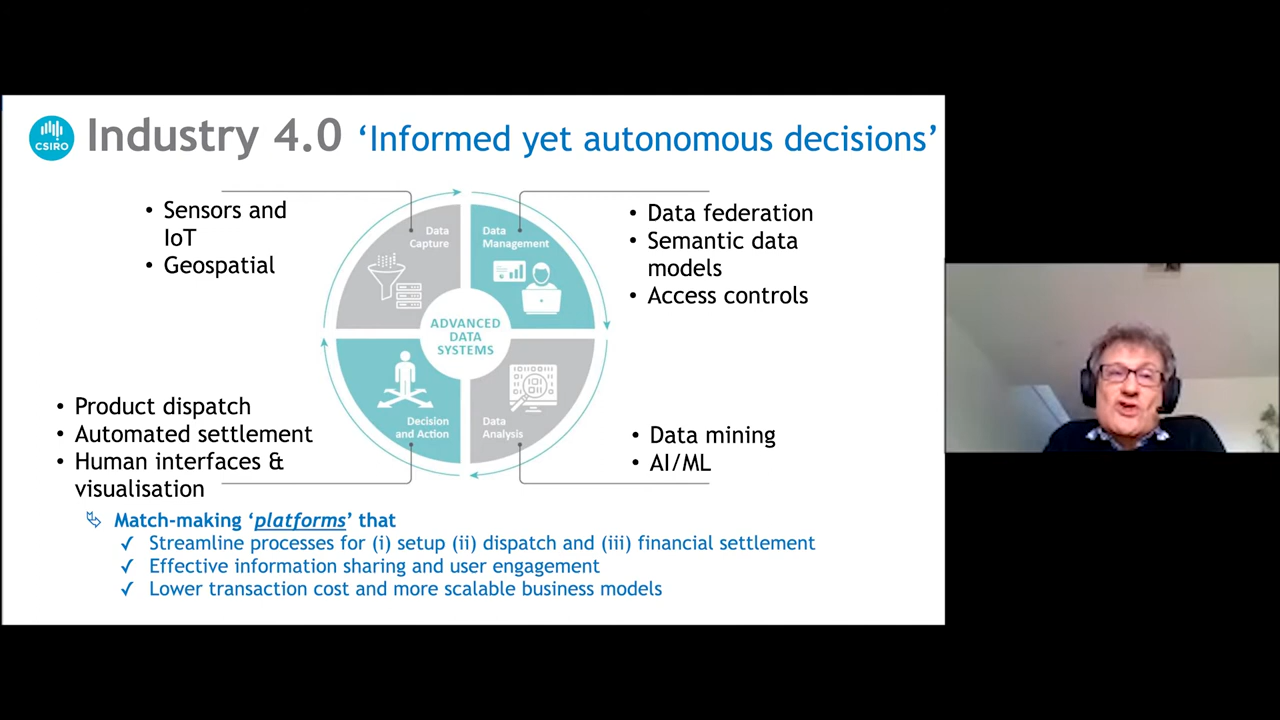 CSIRO
Industry 4.0 ‘Informed yet autonomous decisions’
• Sensors and
IoT
• Geospatial
Data
Capture
Data
Management
• Data federation
• Semantic data
models
• Access controls
ADVANCED
DATA
SYSTEMS
• Product dispatch
• Automated settlement
• Human interfaces &
visualisation
Decision
and Action
Data
Analysis
• Data mining
• AI/ML
Match-making ‘platforms’ that
✓ Streamline processes for (i) setup (ii) dispatch and (iii) financial settlement
✓ Effective information sharing and user engagement
✓ Lower transaction cost and more scalable business models